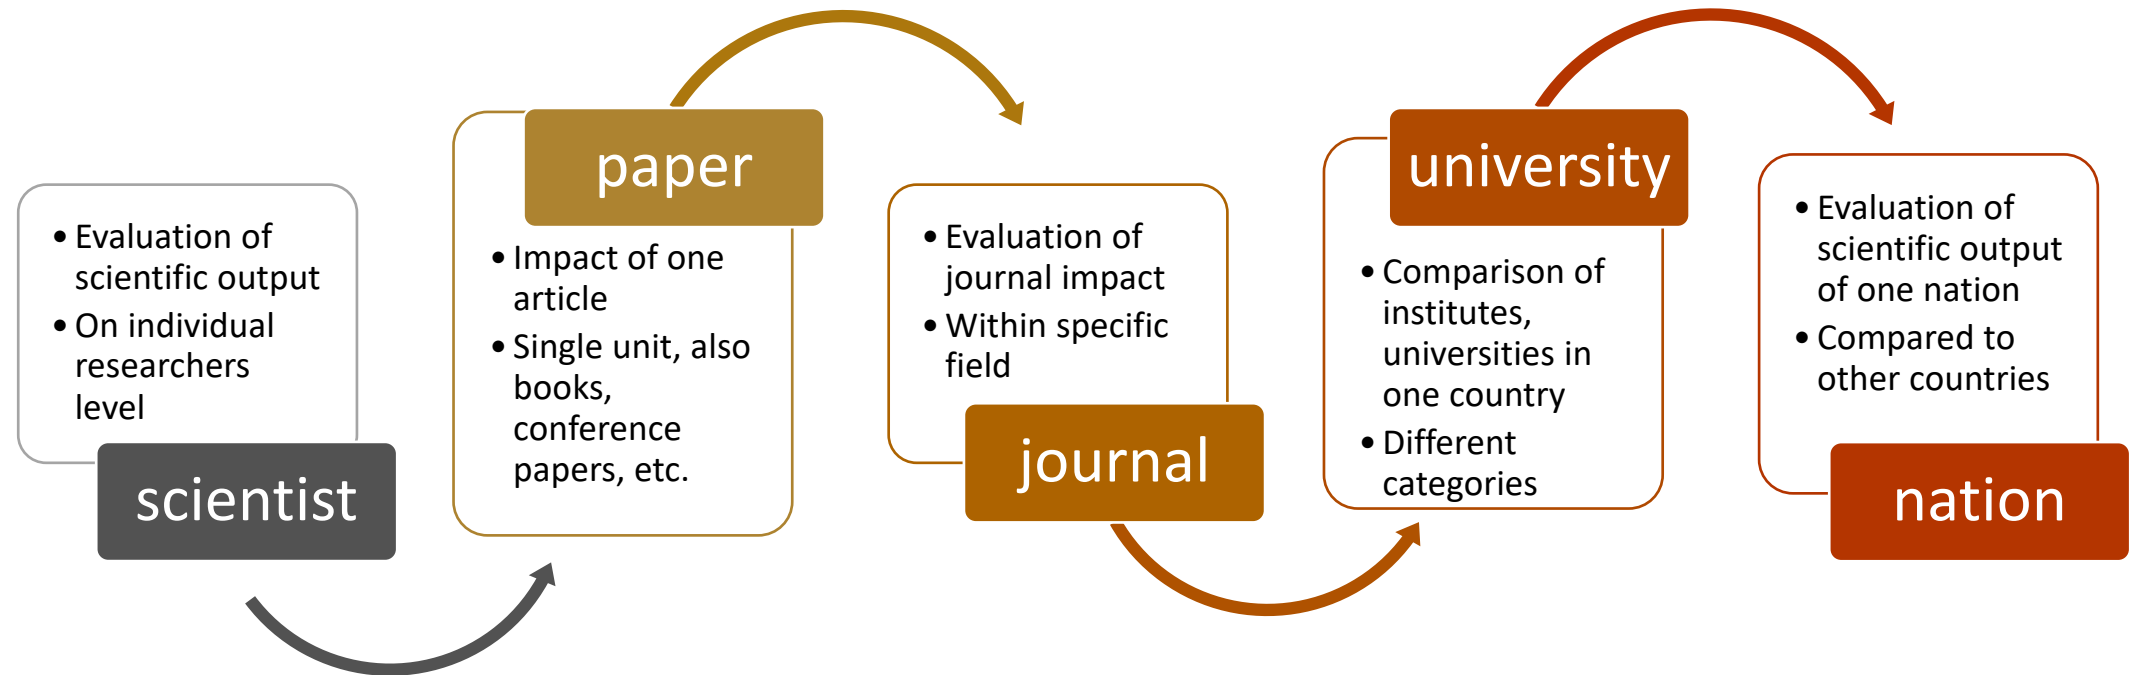 • Evaluation of
scientific output
• On individual
researchers
level
scientist
paper
• Impact of one
article
• Single unit, also
books,
conference
papers, etc.
• Evaluation of
journal impact
• Within specific
field
journal
university
• Comparison of
institutes,
universities in
one country
• Different
categories
• Evaluation of
scientific output
of one nation
• Compared to
other countries
nation